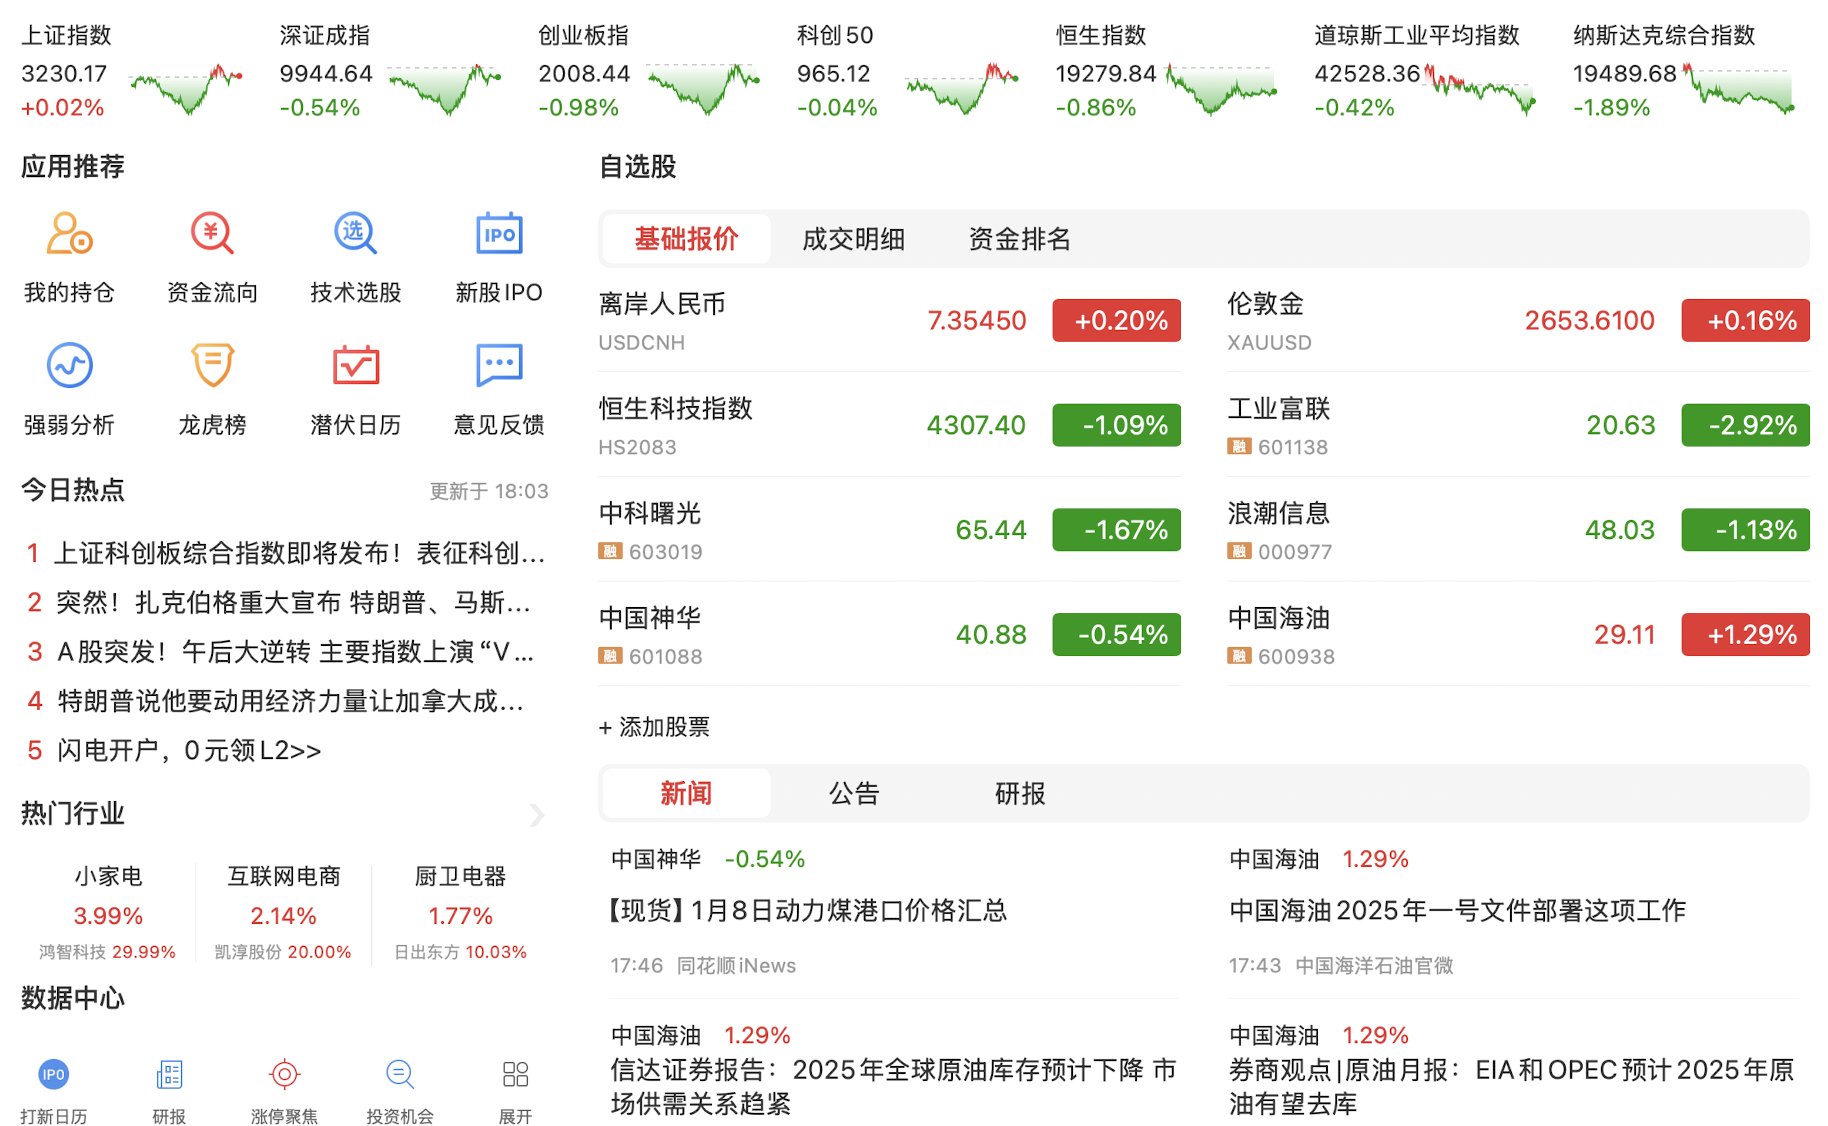 上证指数
3230.17
+0.02%
深证成指
9944.64
-0.54%
创业板指
2008.44
-0.98%
科创50
965.12
-0.04%
恒生指数
19279.84
-0.86%
道琼斯工业平均指数
42528.36
-0.42%
纳斯达克综合指数
19489.68
-1.89%
应用推荐
我的持仓
资金流向
选
技术选股
IPO
新股IPO
强弱分析
龙虎榜
潜伏日历
意见反馈
今日热点
更新于 18:03
1 上证科创板综合指数即将发布！表征科创...
2 突然！扎克伯格重大宣布 特朗普、马斯...
3 A股突发！午后大逆转 主要指数上演“V...
4 特朗普说他要动用经济力量让加拿大成...
5 闪电开户，0元领L2>>
热门行业
小家电
3.99%
鸿智科技 29.99%
互联网电商
2.14%
凯淳股份 20.00%
厨卫电器
1.77%
日出东方 10.03%
数据中心
IPO
打新日历
研报
涨停聚焦
投资机会
展开
自选股
基础报价 成交明细 资金排名
离岸人民币
USDCNH
7.35450
+0.20%
伦敦金
XAUUSD
2653.6100
+0.16%
恒生科技指数
HS2083
4307.40
-1.09%
工业富联
融 601138
20.63
-2.92%
中科曙光
融 603019
65.44
-1.67%
浪潮信息
融 000977
48.03
-1.13%
中国神华
融 601088
40.88
-0.54%
中国海油
融 600938
29.11
+1.29%
+ 添加股票
新闻 公告 研报
中国神华 -0.54%
【现货】1月8日动力煤港口价格汇总
17:46 同花顺iNews
中国海油 1.29%
中国海油2025年一号文件部署这项工作
17:43 中国海洋石油官微
中国海油 1.29%
信达证券报告：2025年全球原油库存预计下降 市
场供需关系趋紧
中国海油 1.29%
券商观点|原油月报：EIA和OPEC预计2025年原
油有望去库